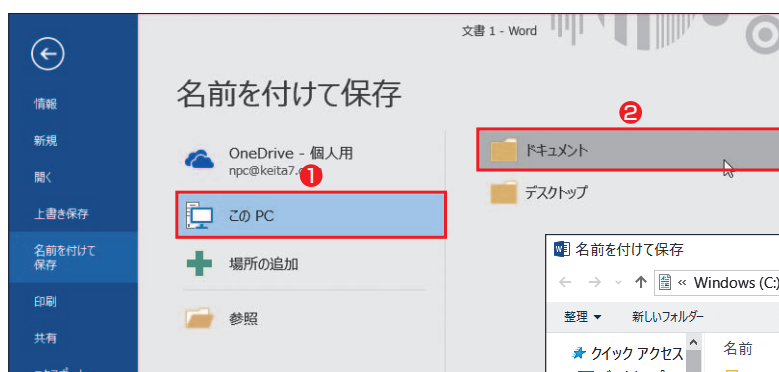 文書 1 - Word
名前を付けて保存
情報
新規
開く
上書き保存
名前を付けて
保存
印刷
共有
OneDrive - 個人用
npc@keita7.
❶
この PC
場所の追加
参照
❷
ドキュメント
デスクトップ
名前を付けて保存
« Windows (C:)
整理
新しいフォルダー
クイック アクセス
名前